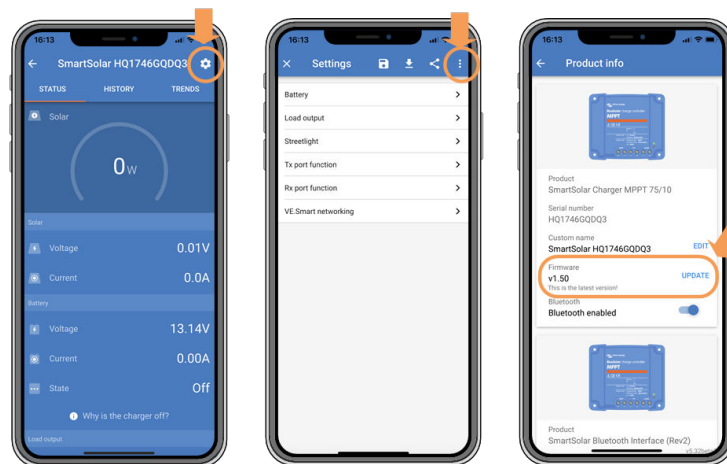 16:13
SmartSolar HQ1746GQDQ3
STATUS HISTORY TRENDS
Solar
0W
Solar
Voltage 0.01V
Current 0.0A
Battery
Voltage 13.14V
Current 0.00A
State Off
Why is the charger off?
Load output
16:13
Settings
Battery
Load output
Streetlight
Tx port function
Rx port function
VE.Smart networking
16:13
Product info
MPPT
Product
SmartSolar Charger MPPT 75/10
Serial number
HQ1746GQDQ3
Custom name
SmartSolar HQ1746GQDQ3 EDIT
Firmware
v1.50 UPDATE
This is the latest version!
Bluetooth
Bluetooth enabled
MPPT
Product
SmartSolar Bluetooth Interface (Rev2)